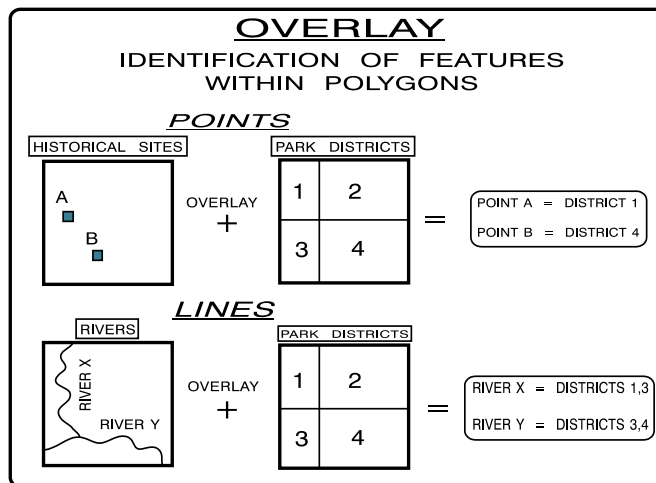 OVERLAY
IDENTIFICATION OF FEATURES
WITHIN POLYGONS
POINTS
HISTORICAL SITES
PARK DISTRICTS
A
B
OVERLAY
+
1 2
3 4
=
POINT A = DISTRICT 1
POINT B = DISTRICT 4
LINES
RIVERS
PARK DISTRICTS
RIVER X
RIVER Y
OVERLAY
+
1 2
3 4
=
RIVER X = DISTRICTS 1,3
RIVER Y = DISTRICTS 3,4